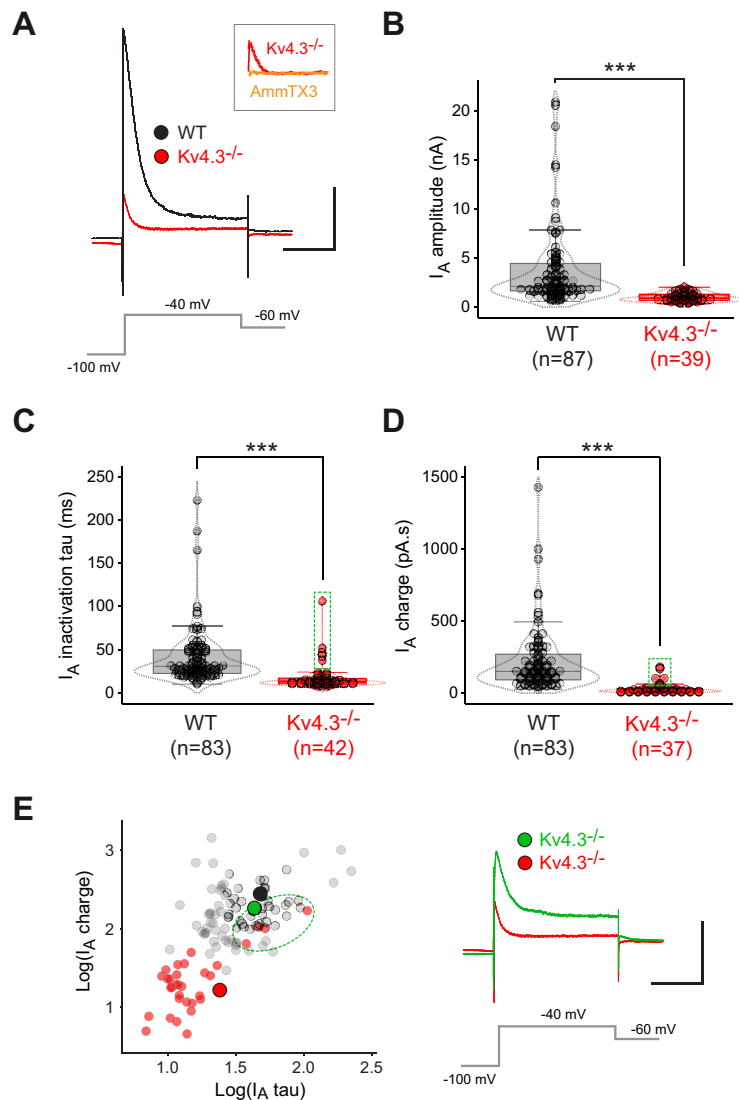 A
Kv4.3-/-
AmmTX3
WT
Kv4.3-/-
-40 mV
-60 mV
-100 mV
B
***
IA amplitude (nA)
20
15
10
5
0
WT
(n=87)
Kv4.3-/-
(n=39)
C
***
IA inactivation tau (ms)
250
200
150
100
50
0
WT
(n=83)
Kv4.3-/-
(n=42)
D
***
IA charge (pA.s)
1500
1000
500
0
WT
(n=83)
Kv4.3-/-
(n=37)
E
Log(IA charge)
3
2
1
1.0
1.5
2.0
2.5
Log(IA tau)
Kv4.3-/-
Kv4.3-/-
-40 mV
-60 mV
-100 mV